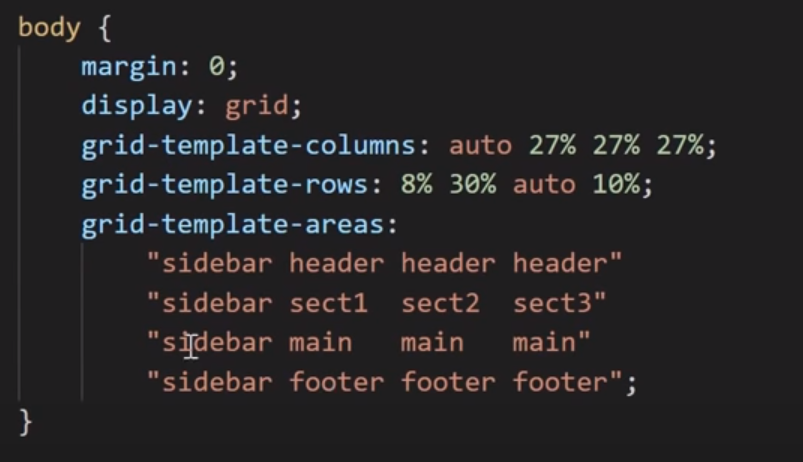 body {
    margin: 0;
    display: grid;
    grid-template-columns: auto 27% 27% 27%;
    grid-template-rows: 8% 30% auto 10%;
    grid-template-areas:
        "sidebar header header header"
        "sidebar sect1  sect2  sect3"
        "sidebar main   main   main"
        "sidebar footer footer footer";
}